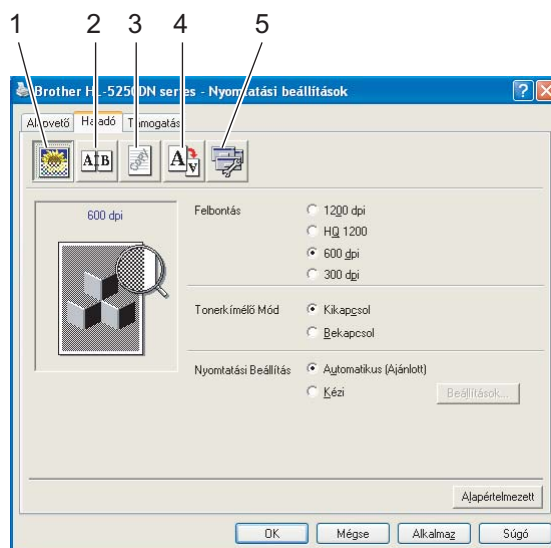 1 2 3 4 5
Brother HL-5250DN series - Nyomtatási beállítások
Alapvető Haladó Támogatás
A B
A A
600 dpi
Felbontás
1200 dpi
HQ 1200
600 dpi
300 dpi
Tonerkímélő Mód
Kikapcsol
Bekapcsol
Nyomtatási Beállítás
Automatikus (Ajánlott)
Kézi
Beállítások...
Alapértelmezett
OK Mégse Alkalmaz Súgó